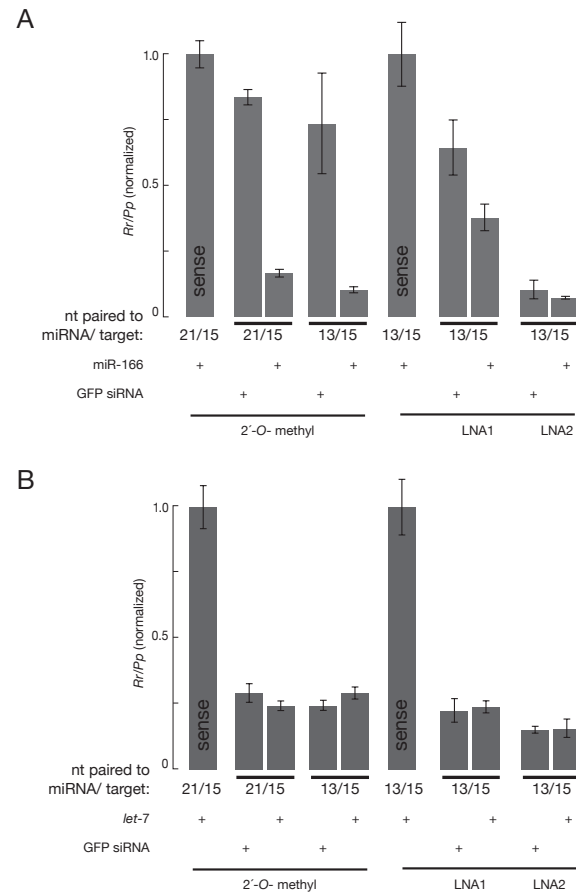 A
1.0
0.5
0
Rr/Pp (normalized)
sense
sense
nt paired to
miRNA/ target:
21/15 21/15 13/15 13/15 13/15 13/15
miR-166 + + + + +
GFP siRNA + + + +
2´-O- methyl LNA1 LNA2
B
1.0
0.5
0
Rr/Pp (normalized)
sense
sense
nt paired to
miRNA/ target:
21/15 21/15 13/15 13/15 13/15 13/15
let-7 + + + + + +
GFP siRNA + + + +
2´-O- methyl LNA1 LNA2